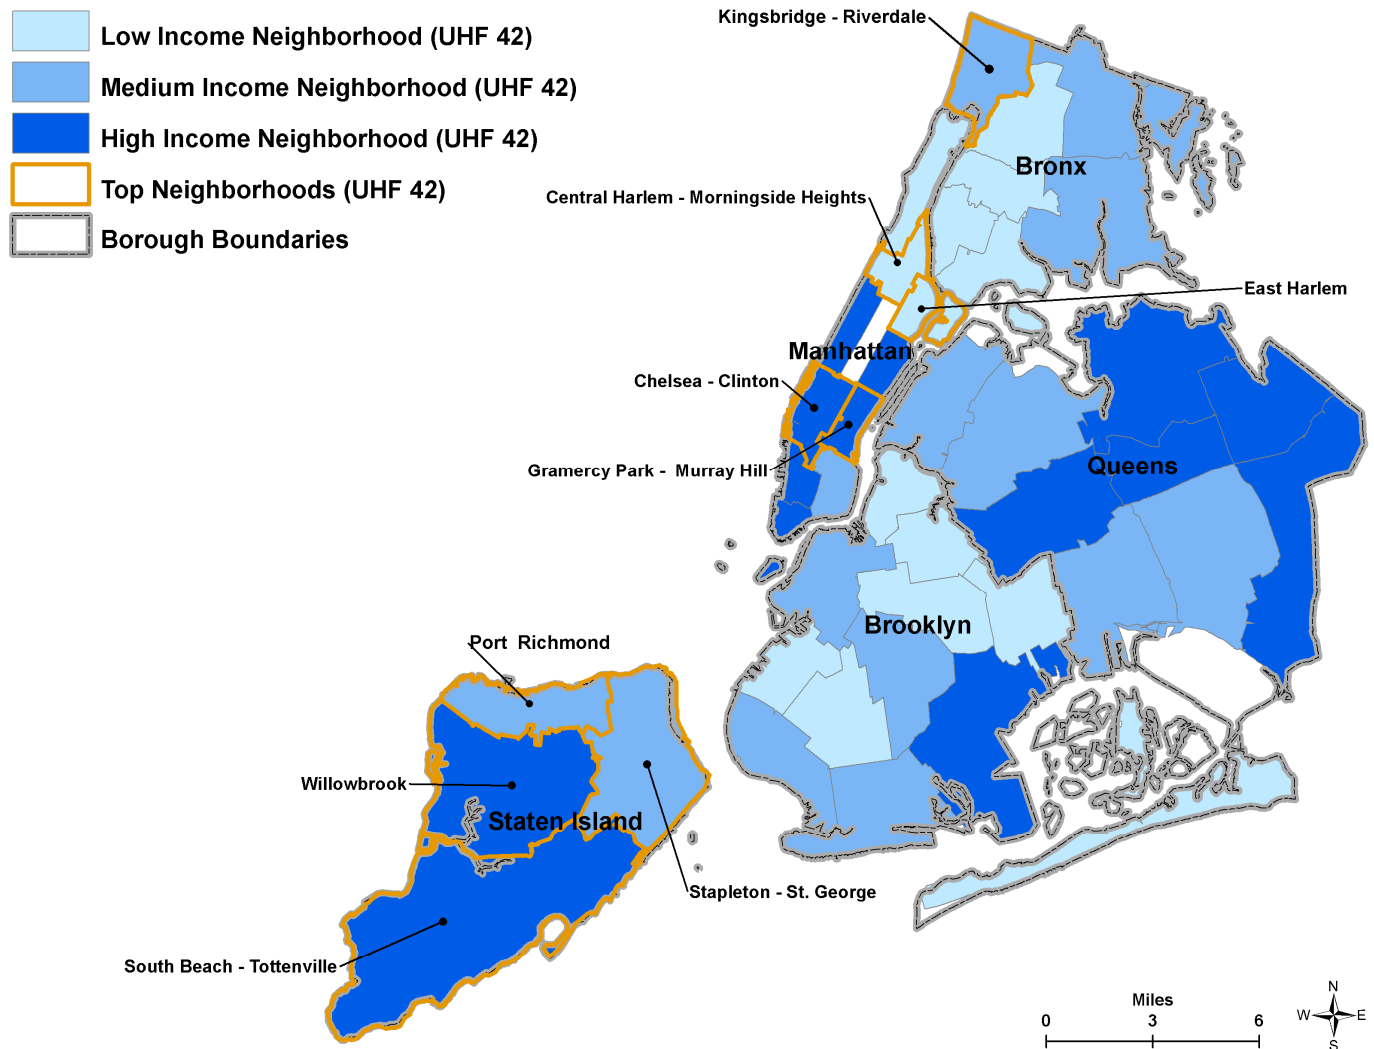 Low Income Neighborhood (UHF 42)
Medium Income Neighborhood (UHF 42)
High Income Neighborhood (UHF 42)
Top Neighborhoods (UHF 42)
Borough Boundaries
Kingsbridge - Riverdale
Bronx
Central Harlem - Morningside Heights
East Harlem
Manhattan
Chelsea - Clinton
Gramercy Park - Murray Hill
Queens
Brooklyn
Port Richmond
Willowbrook
Staten Island
Stapleton - St. George
South Beach - Tottenville
Miles
0 3 6
N
W E
S